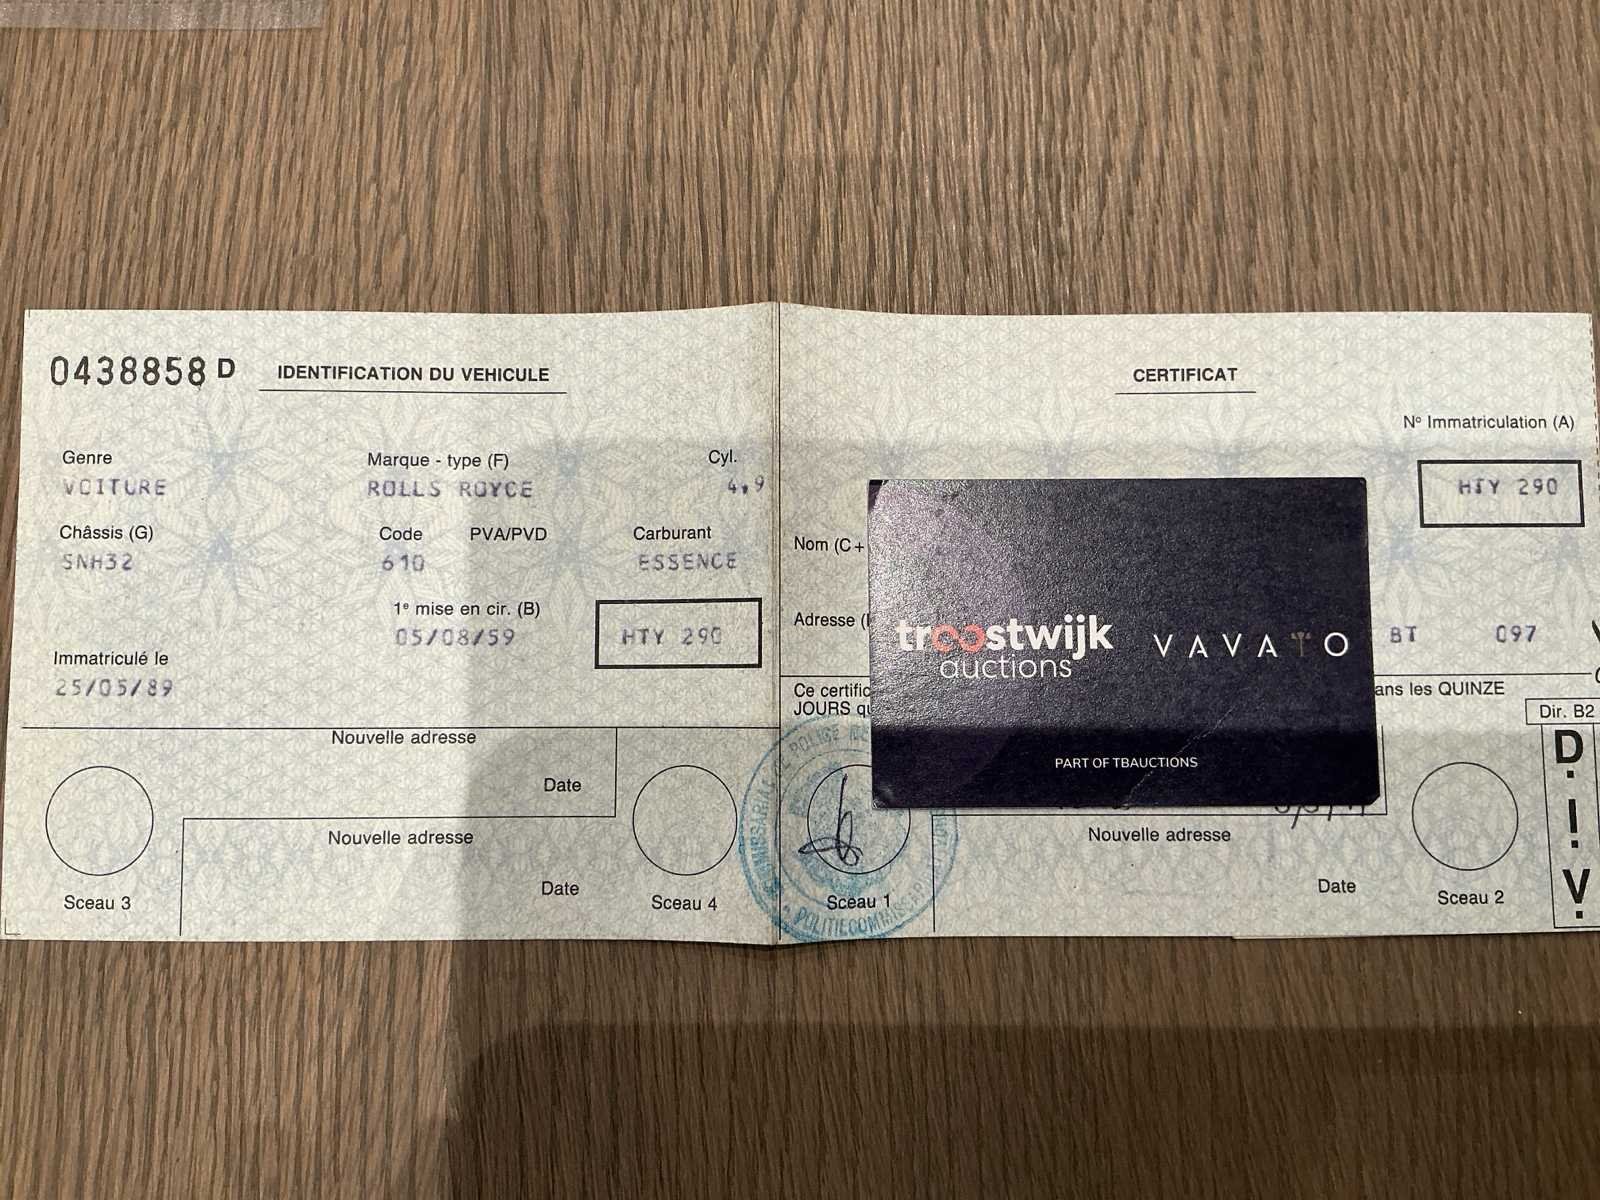 0438858 D IDENTIFICATION DU VEHICULE
Genre Marque - type (F) Cyl.
VOITURE ROLLS ROYCE 4,9
Châssis (G) Code PVA/PVD Carburant
SNH32 610 ESSENCE
1e mise en cir. (B)
05/08/59 HTY 290
Immatriculé le
25/05/89
Nouvelle adresse
Date
Nouvelle adresse
Date
Sceau 3 Sceau 4
CERTIFICAT
Nº Immatriculation (A)
HTY 290
Nom (C+
Adresse (
BT 097
Ce certific ans les QUINZE
JOURS qu
Dir. B2
D.I.V.
POLITIECOMMISS
Sceau 1
Nouvelle adresse
Date
Sceau 2
troostwijk
auctions
VAVATO
PART OF TBAUCTIONS